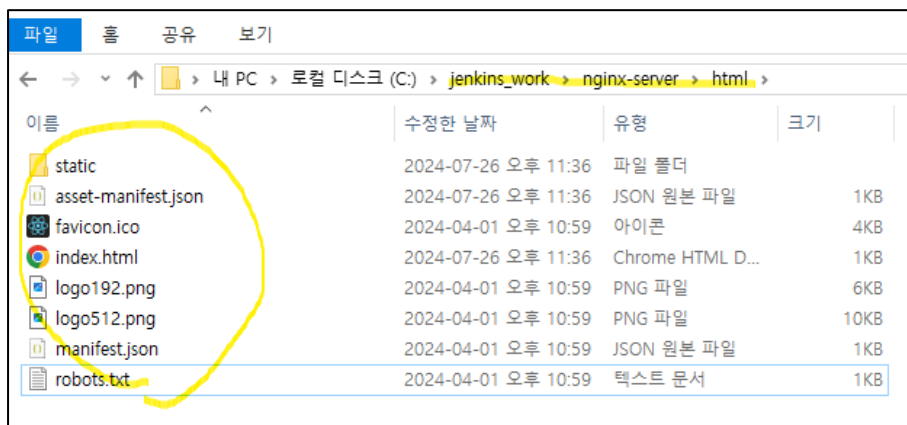 파일 홈 공유 보기
내 PC > 로컬 디스크 (C:) > jenkins_work > nginx-server > html >
이름 수정한 날짜 유형 크기
static 2024-07-26 오후 11:36 파일 폴더
asset-manifest.json 2024-07-26 오후 11:36 JSON 원본 파일 1KB
favicon.ico 2024-04-01 오후 10:59 아이콘 4KB
index.html 2024-07-26 오후 11:36 Chrome HTML D... 1KB
logo192.png 2024-04-01 오후 10:59 PNG 파일 6KB
logo512.png 2024-04-01 오후 10:59 PNG 파일 10KB
manifest.json 2024-04-01 오후 10:59 JSON 원본 파일 1KB
robots.txt 2024-04-01 오후 10:59 텍스트 문서 1KB